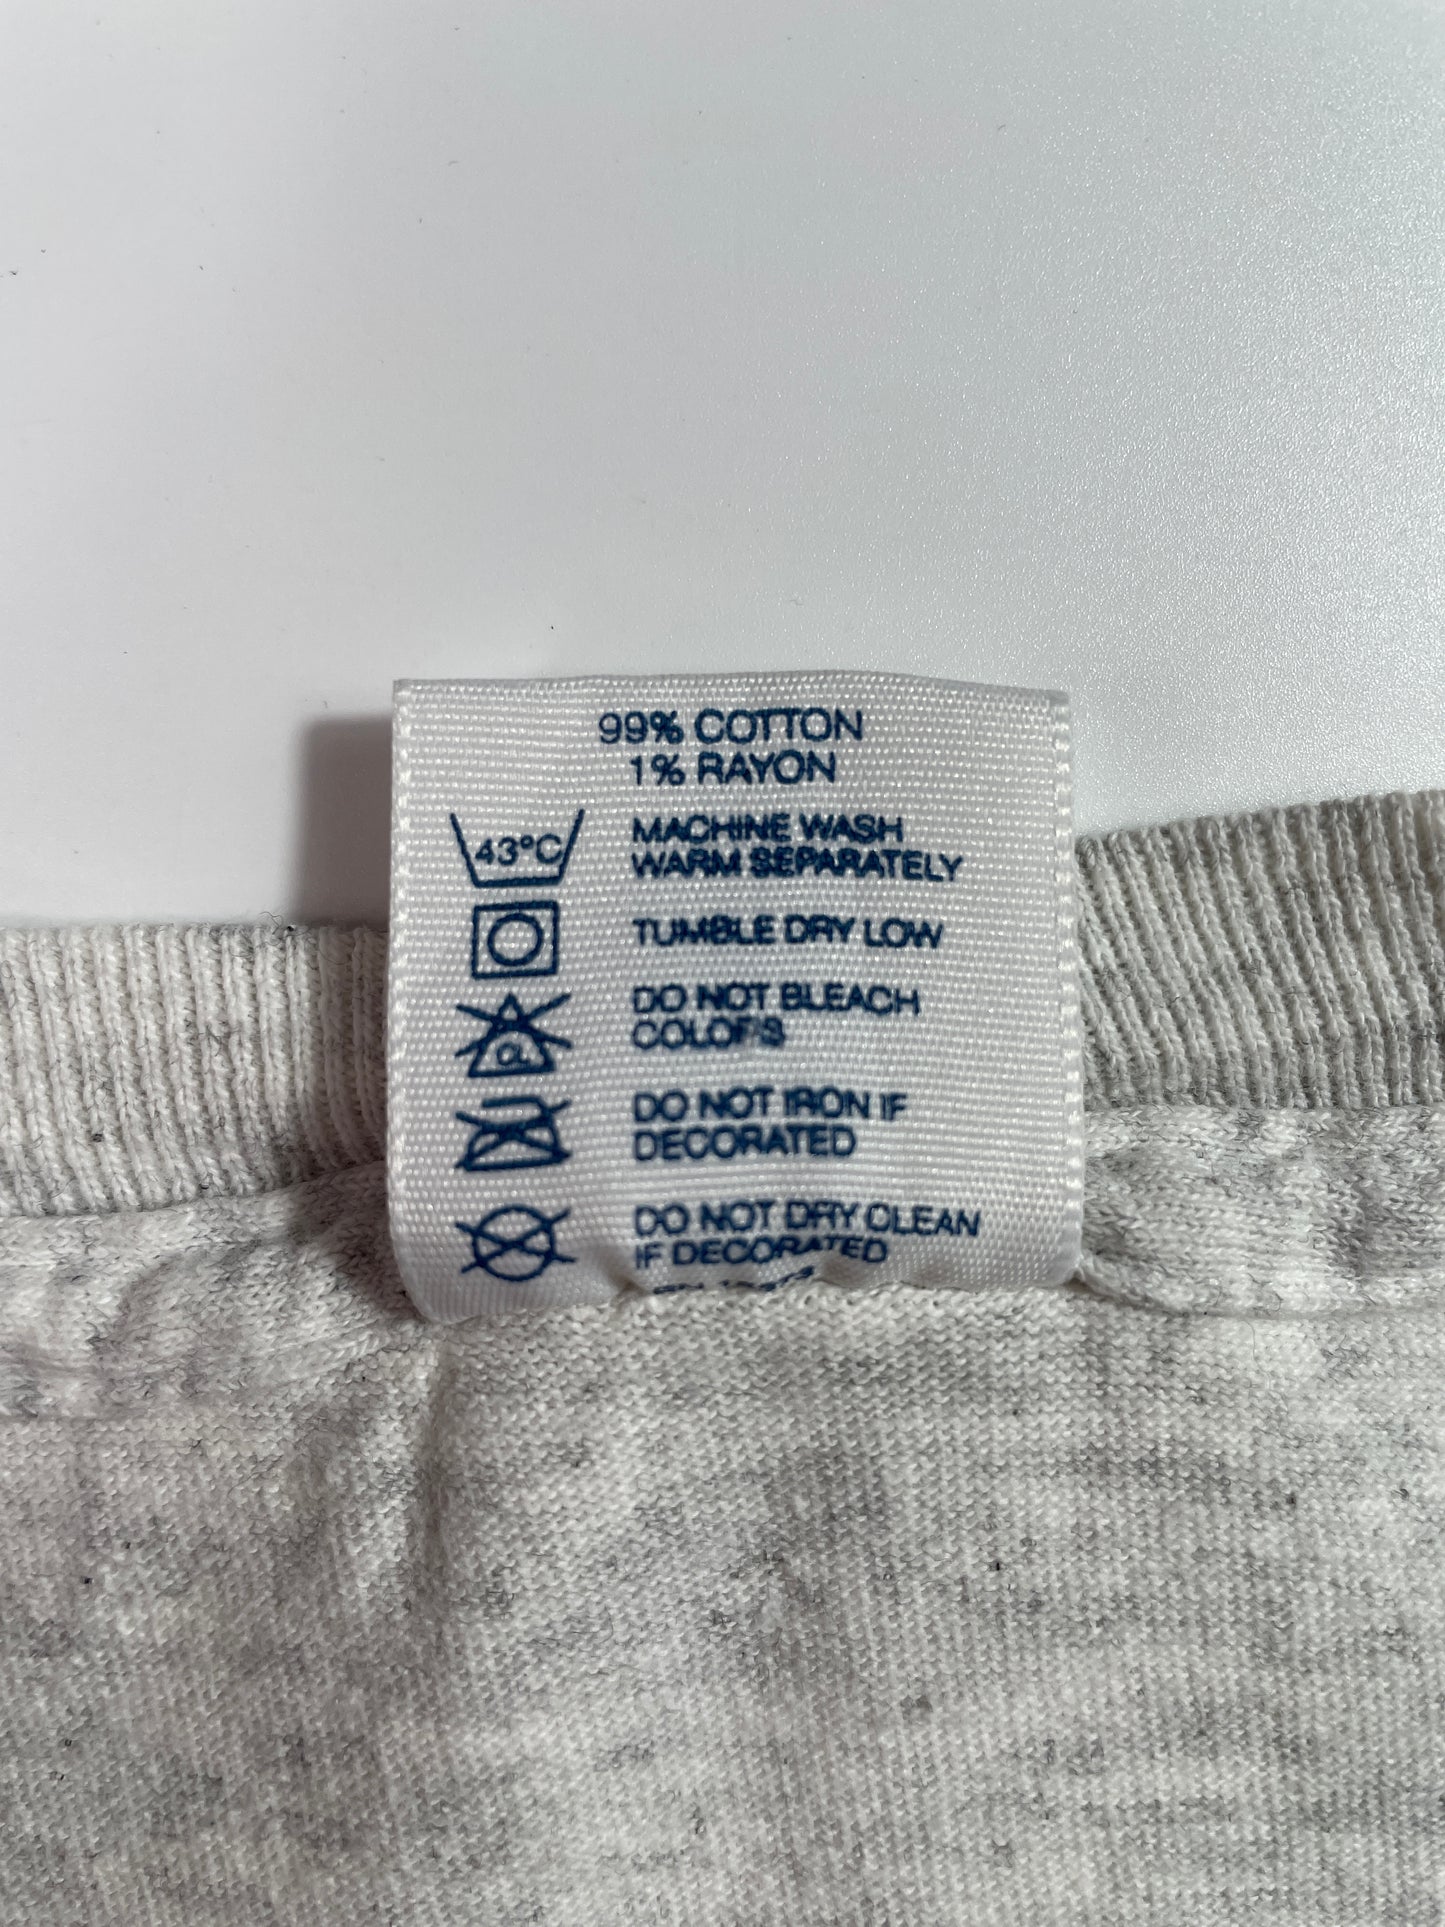 99% COTTON
1% RAYON
43°C
MACHINE WASH
WARM SEPARATELY
TUMBLE DRY LOW
CL
DO NOT BLEACH
COLORS
DO NOT IRON IF
DECORATED
DO NOT DRY CLEAN
IF DECORATED